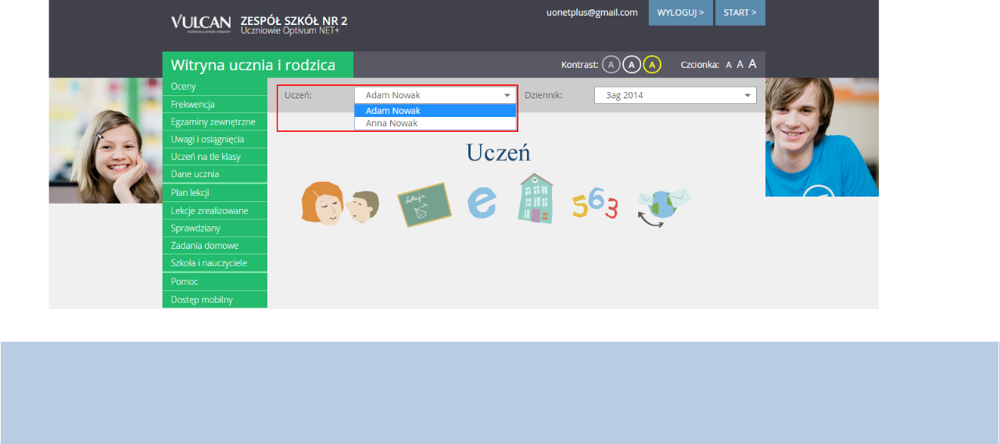 uonetplus@gmail.com WYLOGUJ > START >
VULCAN ZESPÓŁ SZKÓŁ NR 2
Uczniowie Optivum NET+
Witryna ucznia i rodzica Kontrast: A A A Czcionka: A A A
Oceny
Frekwencja
Egzaminy zewnętrzne
Uwagi i osiągnięcia
Uczeń na tle klasy
Dane ucznia
Plan lekcji
Lekcje zrealizowane
Sprawdziany
Zadania domowe
Szkoła i nauczyciele
Pomoc
Dostęp mobilny
Uczeń: Adam Nowak Dziennik: 3ag 2014
Adam Nowak
Anna Nowak
Uczeń
lekcja
e
563